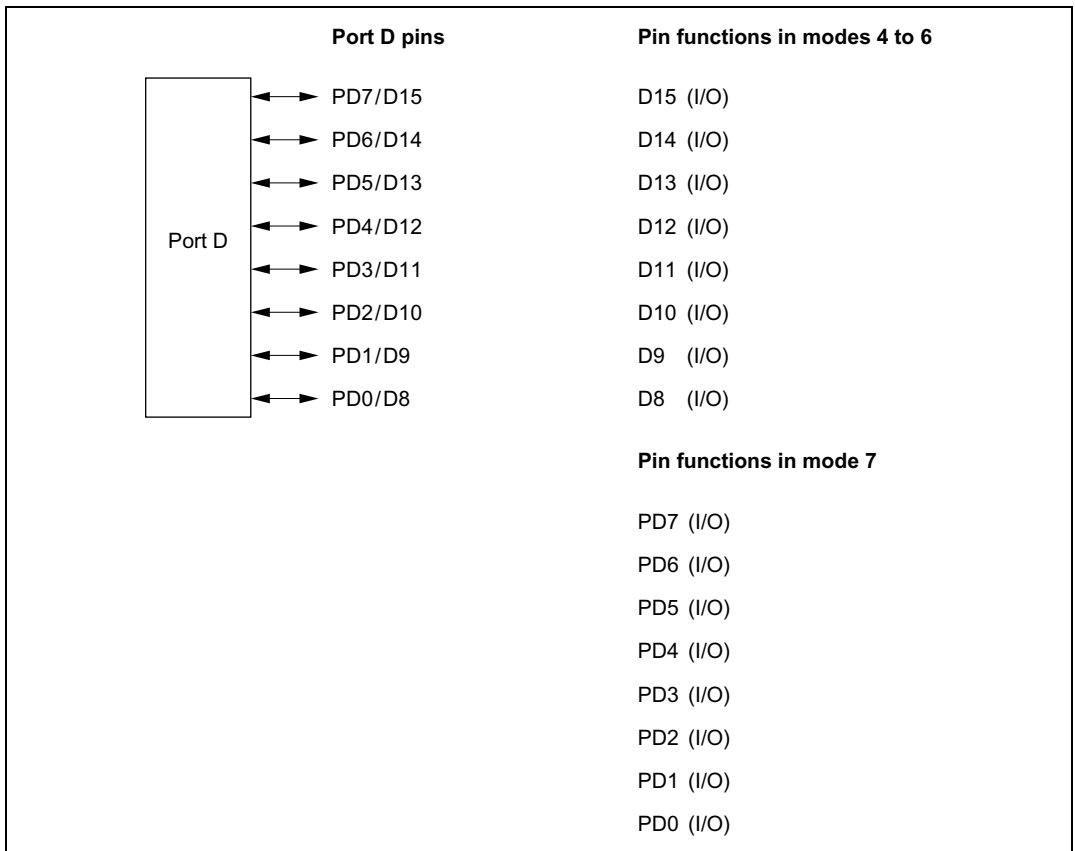 Port D pins Pin functions in modes 4 to 6
PD7/D15 D15 (I/O)
PD6/D14 D14 (I/O)
PD5/D13 D13 (I/O)
PD4/D12 D12 (I/O)
Port D
PD3/D11 D11 (I/O)
PD2/D10 D10 (I/O)
PD1/D9 D9 (I/O)
PD0/D8 D8 (I/O)
Pin functions in mode 7
PD7 (I/O)
PD6 (I/O)
PD5 (I/O)
PD4 (I/O)
PD3 (I/O)
PD2 (I/O)
PD1 (I/O)
PD0 (I/O)